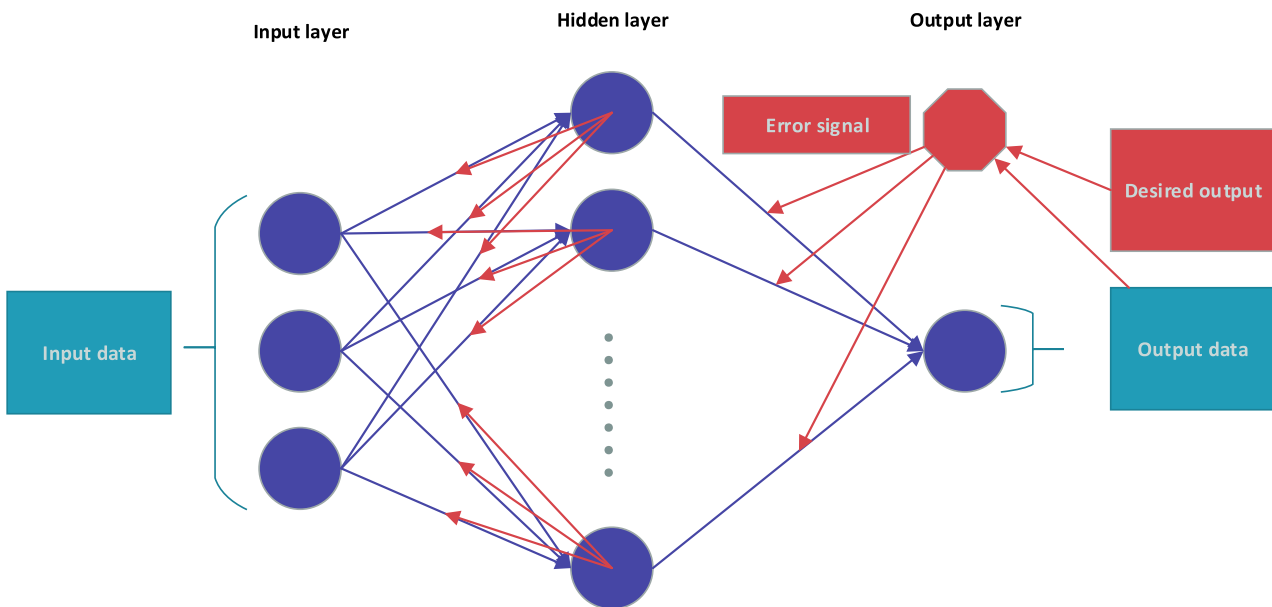 Input layer
Hidden layer
Output layer
Error signal
Desired output
Input data
Output data